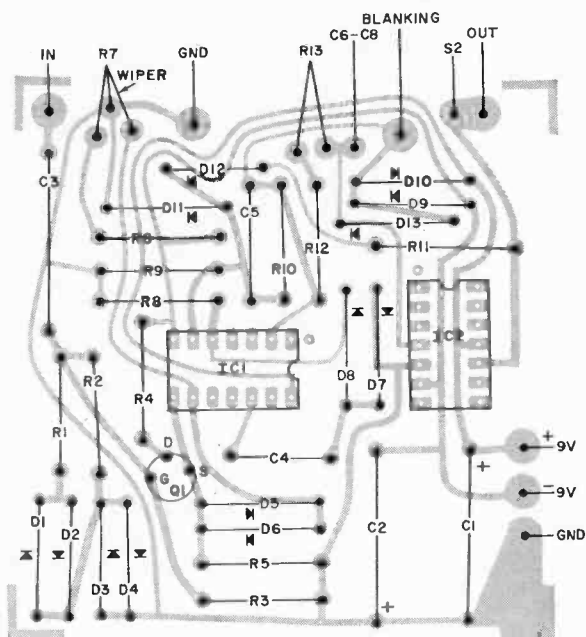 BLANKING
C6-C8
OUT
IN
R7
GND
R13
S2
WIPER
D12
C3
D10
D11
C5
D9
D13
R6
R12
R11
R9
R10
R8
IC1
IC2
R2
R4
D8
D7
R1
D
+
9V
C4
+
G
S
Q1
−
9V
D5
D1
D2
D6
C2
C1
GND
R5
D3
D4
R3
+